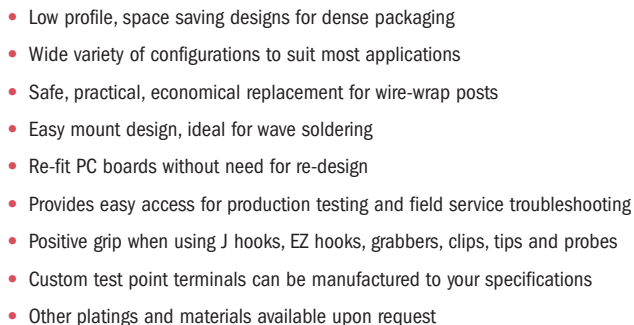 • Low profile, space saving designs for dense packaging
• Wide variety of configurations to suit most applications
• Safe, practical, economical replacement for wire-wrap posts
• Easy mount design, ideal for wave soldering
• Re-fit PC boards without need for re-design
• Provides easy access for production testing and field service troubleshooting
• Positive grip when using J hooks, EZ hooks, grabbers, clips, tips and probes
• Custom test point terminals can be manufactured to your specifications
• Other platings and materials available upon request